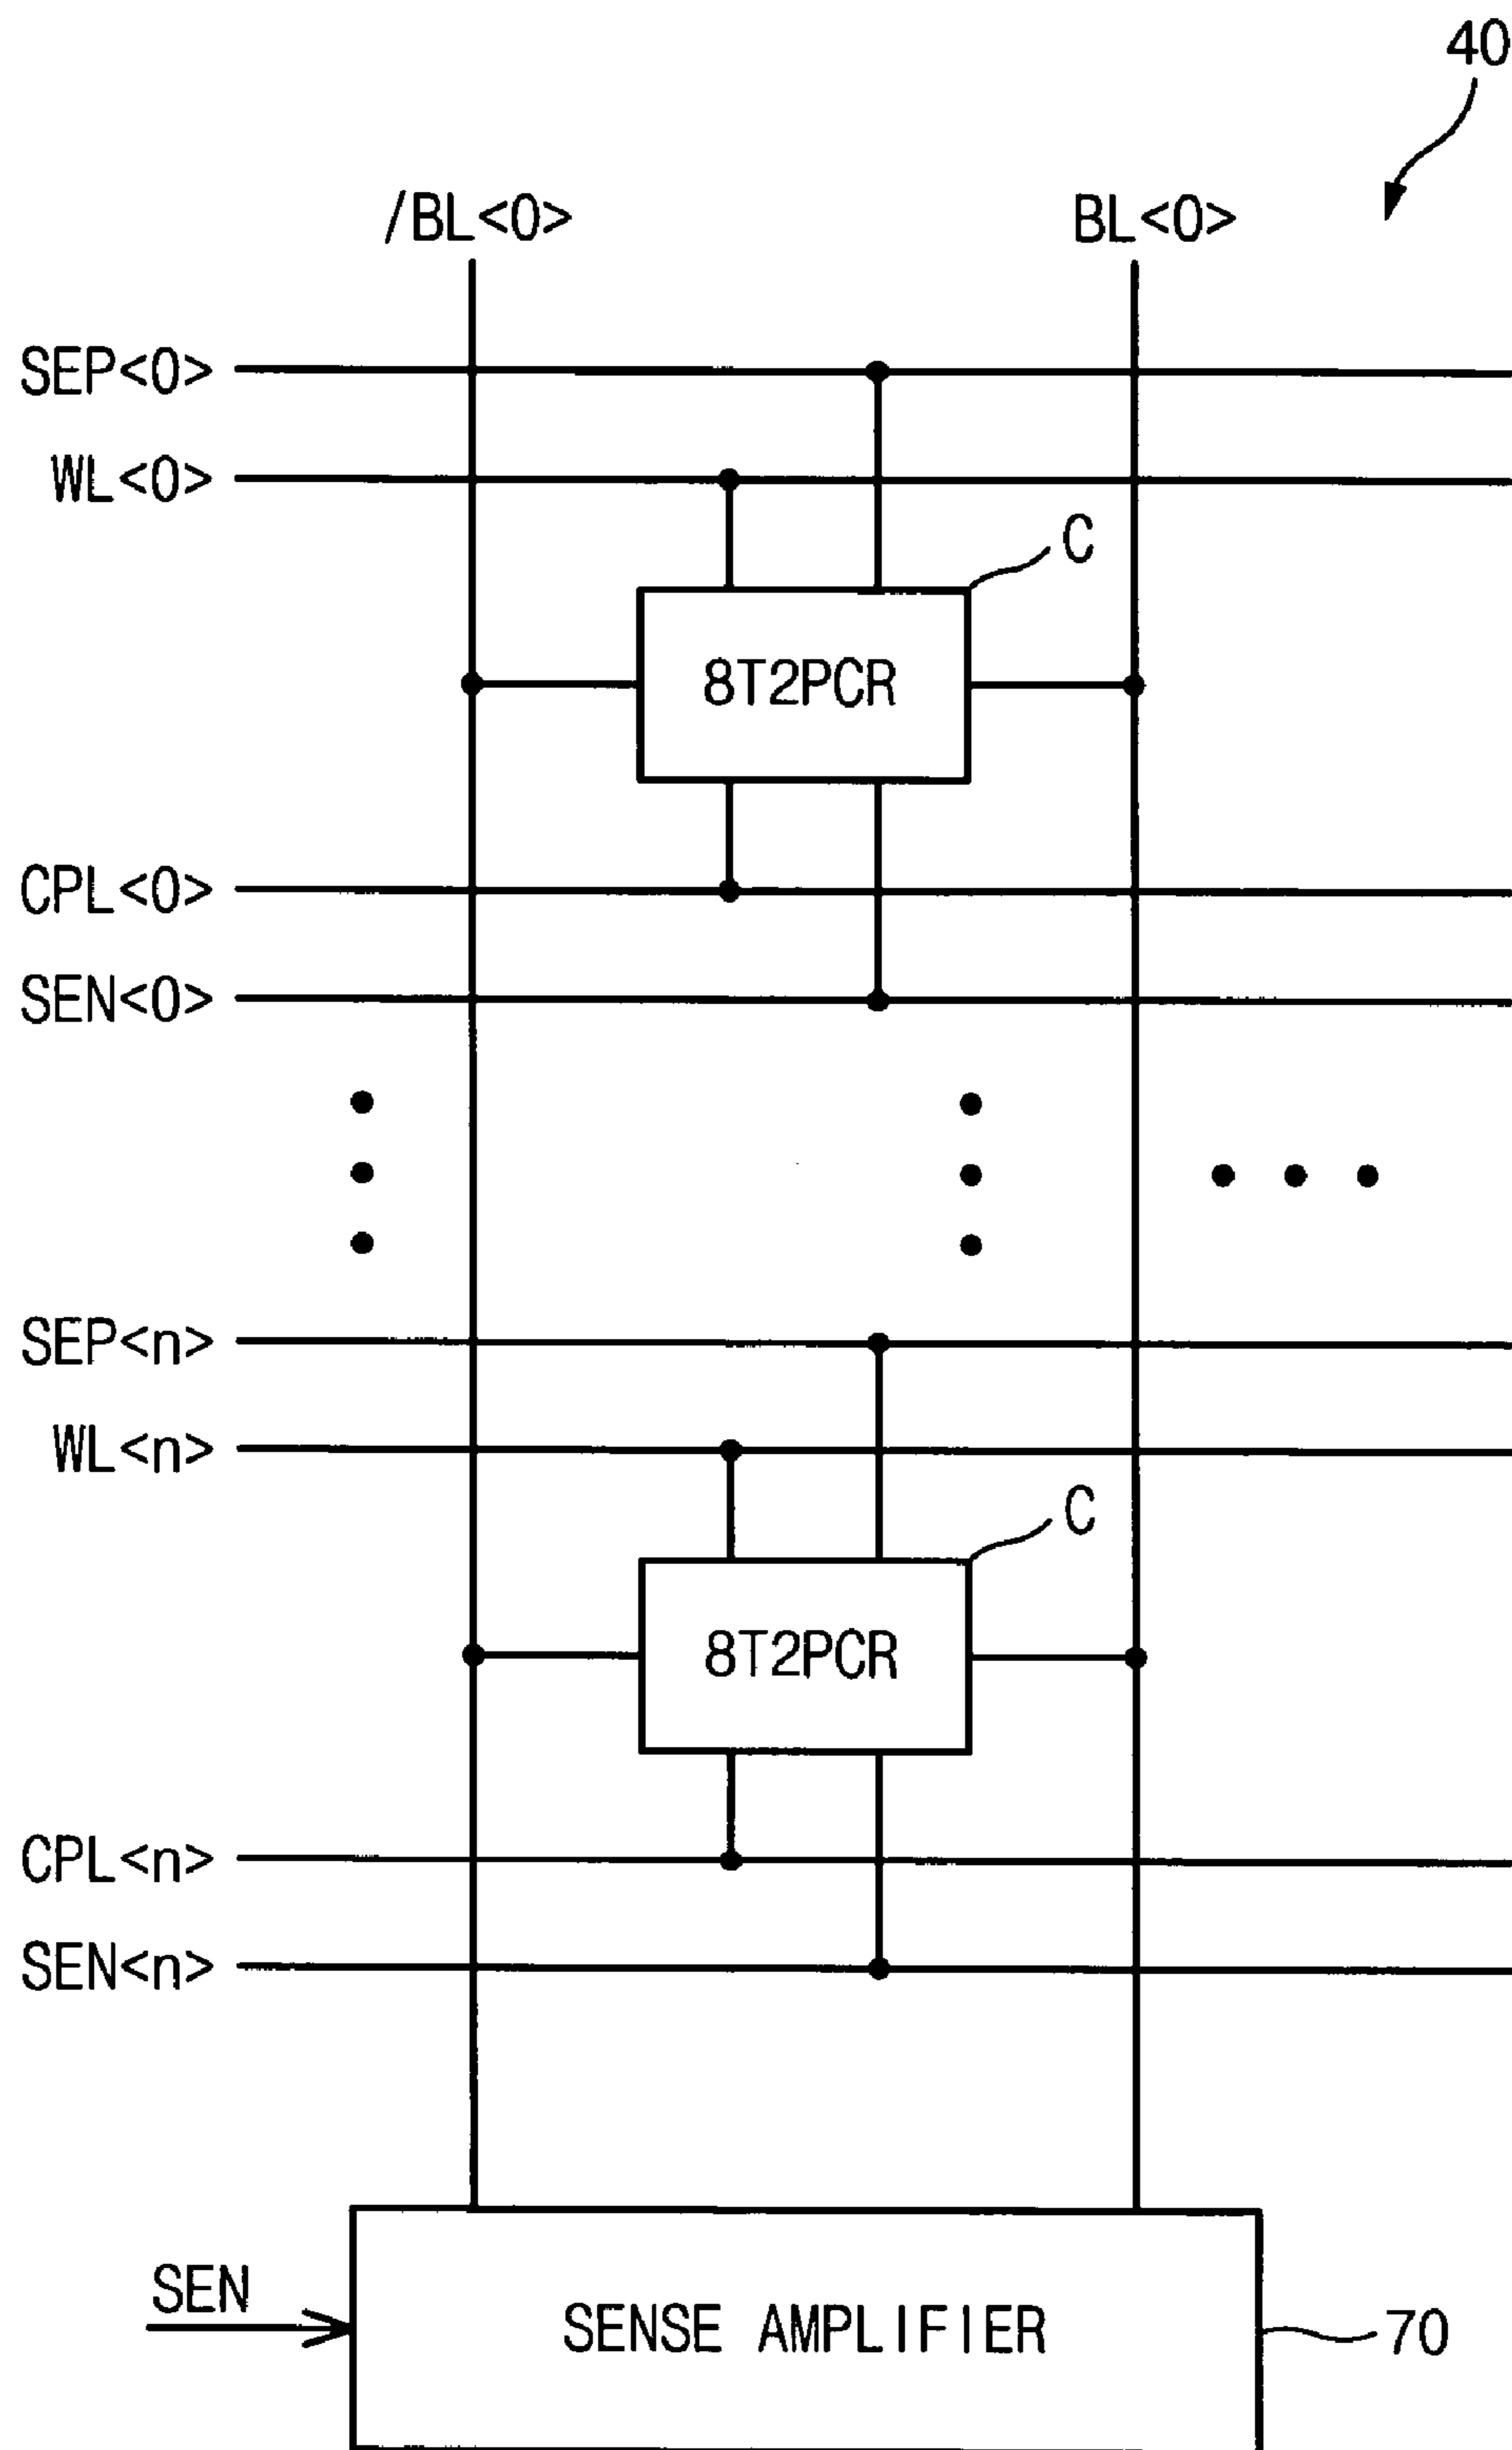 40
/BL<0> BL<0>
SEP<0>
WL<0>
C
8T2PCR
CPL<0>
SEN<0>
SEP<n>
WL<n>
C
8T2PCR
CPL<n>
SEN<n>
SEN
SENSE AMPLIFIER
70